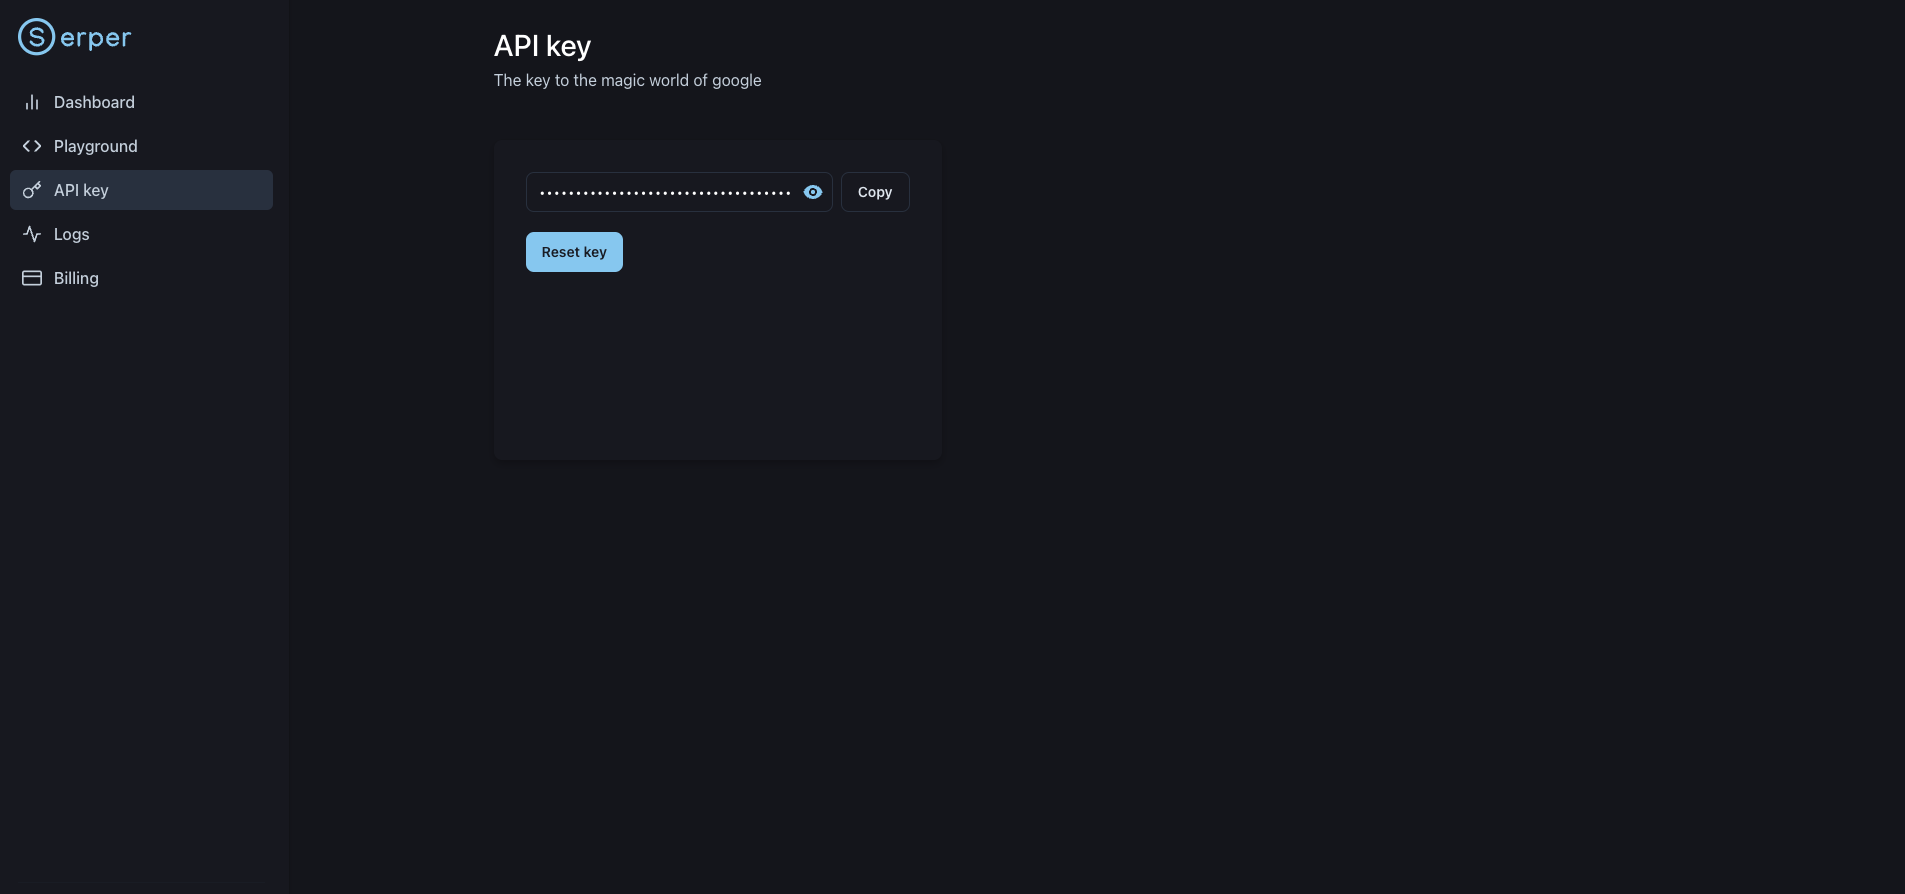 Serper
Dashboard
Playground
API key
Logs
Billing
API key
The key to the magic world of google
•••••••••••••••••••••••••••••••••••
Copy
Reset key